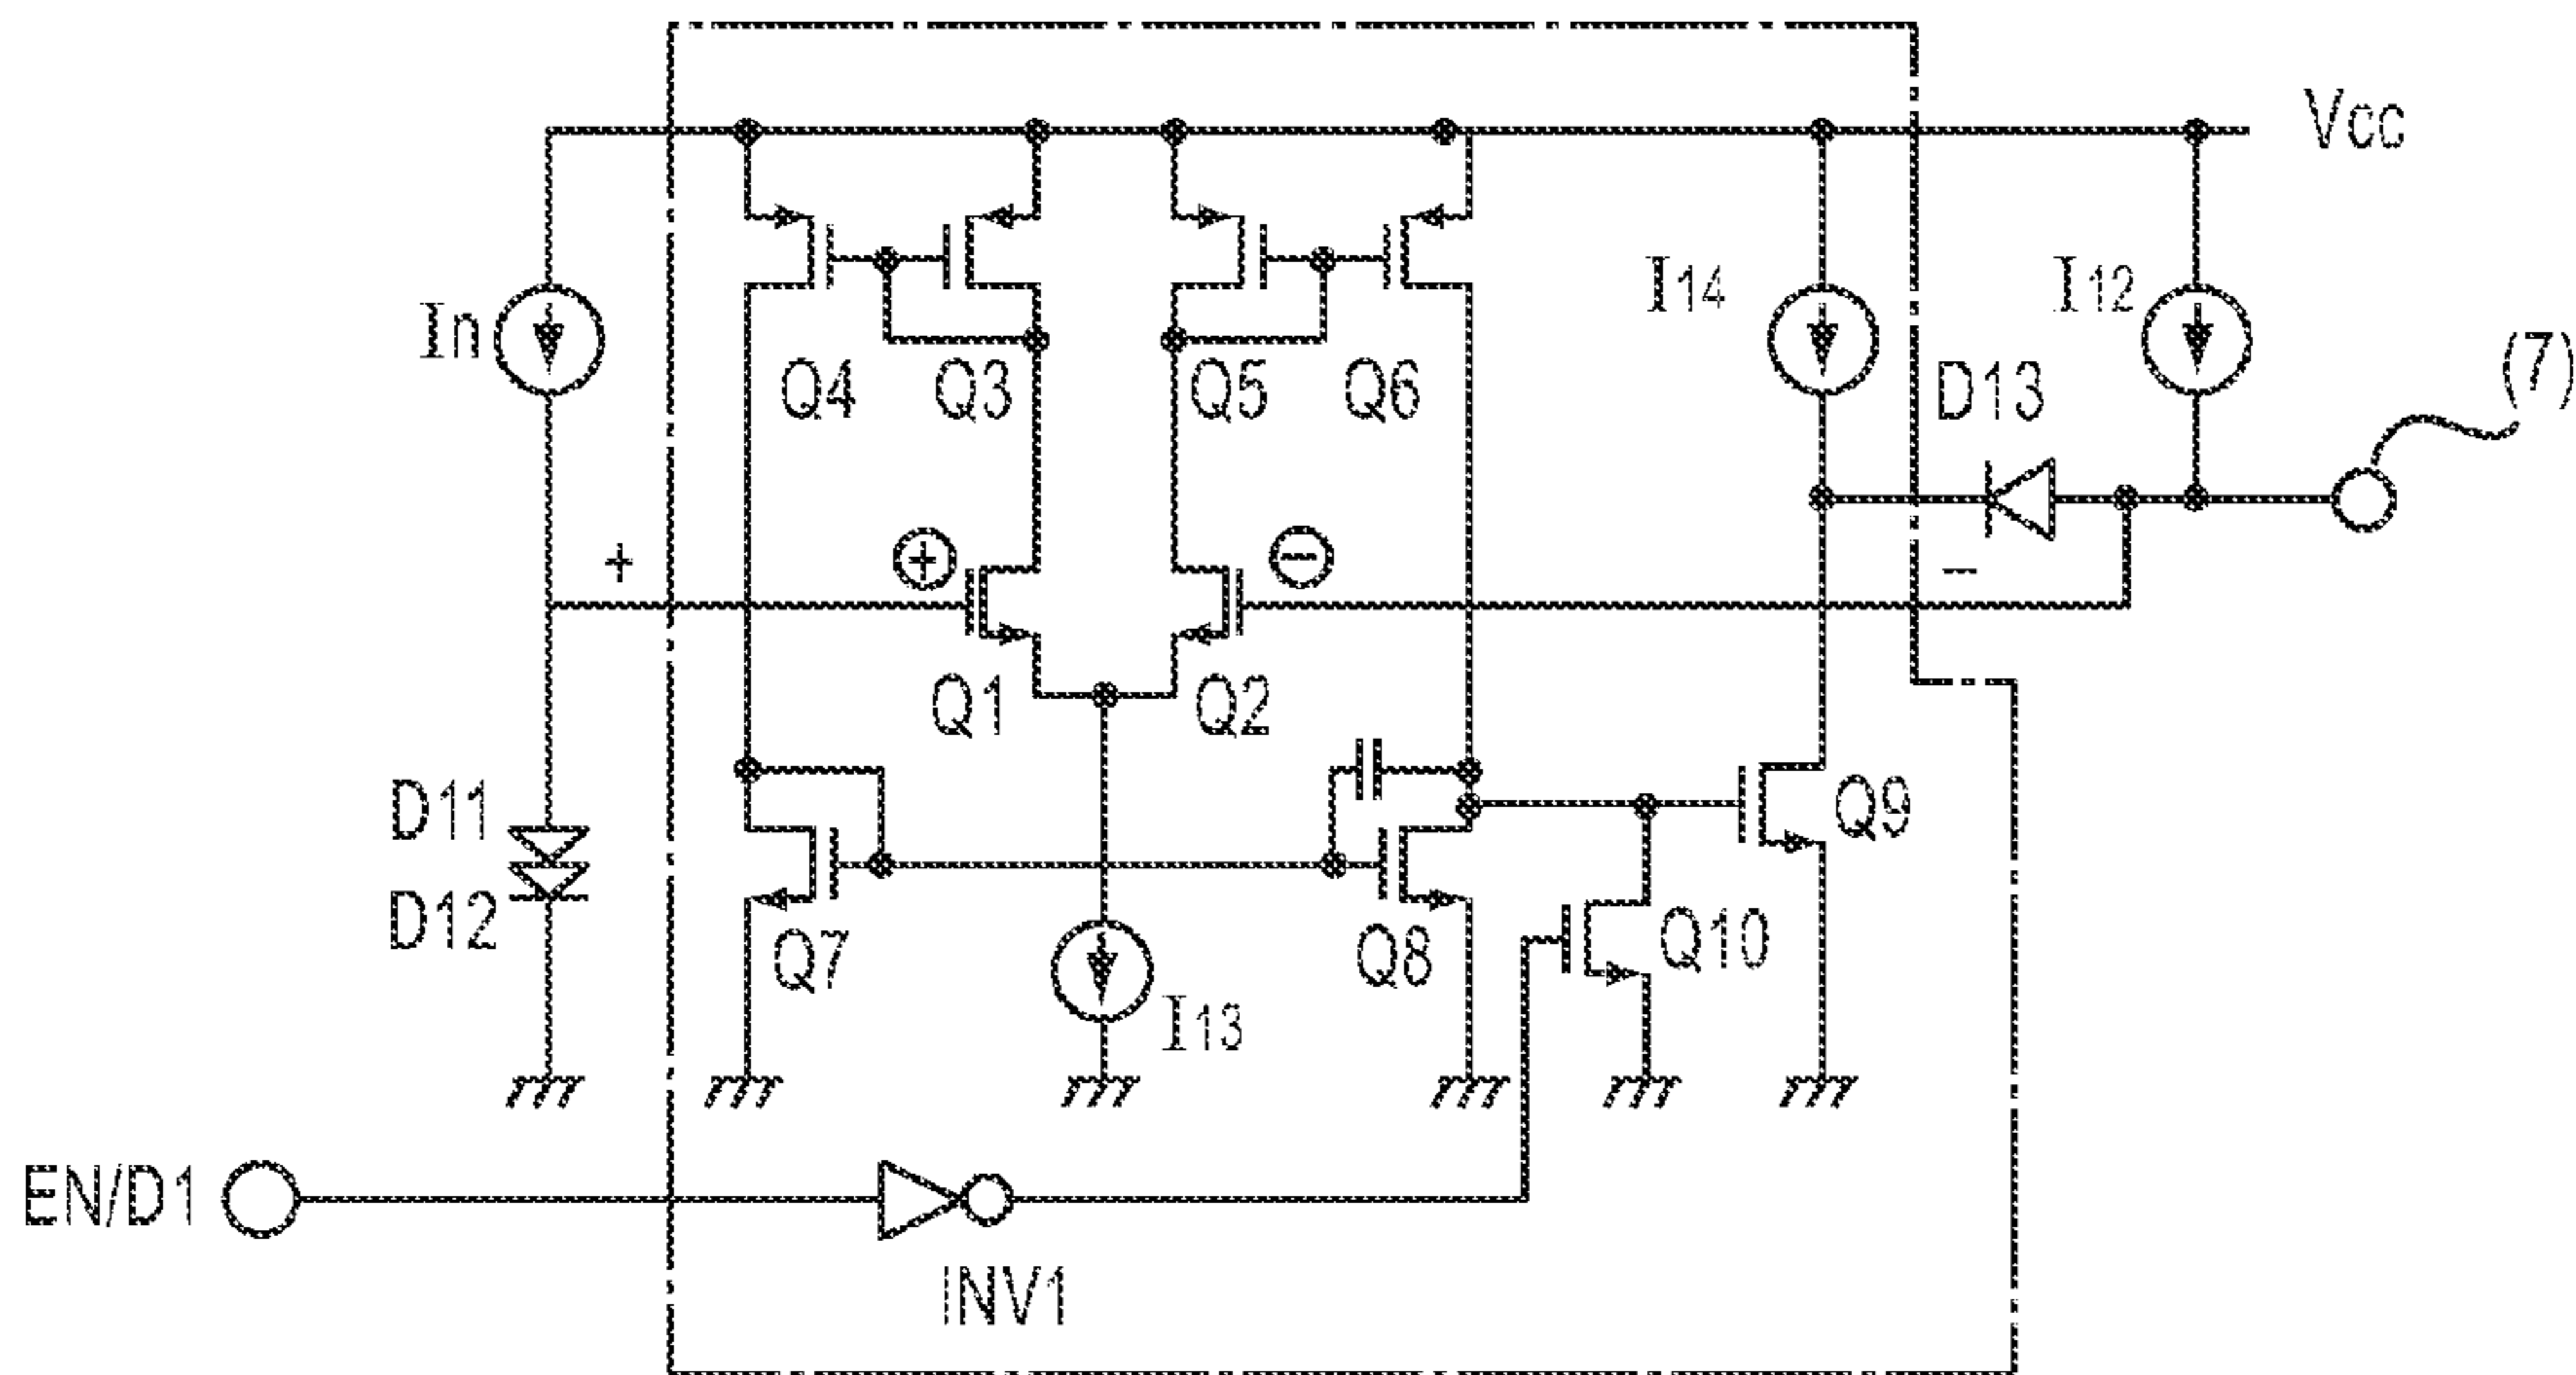 Vcc
In
I14
I12
(7)
Q4
Q3
Q5
Q6
D13
+
+
−
−
Q1
Q2
D11
D12
Q9
Q7
Q8
Q10
I13
EN/D1
INV1